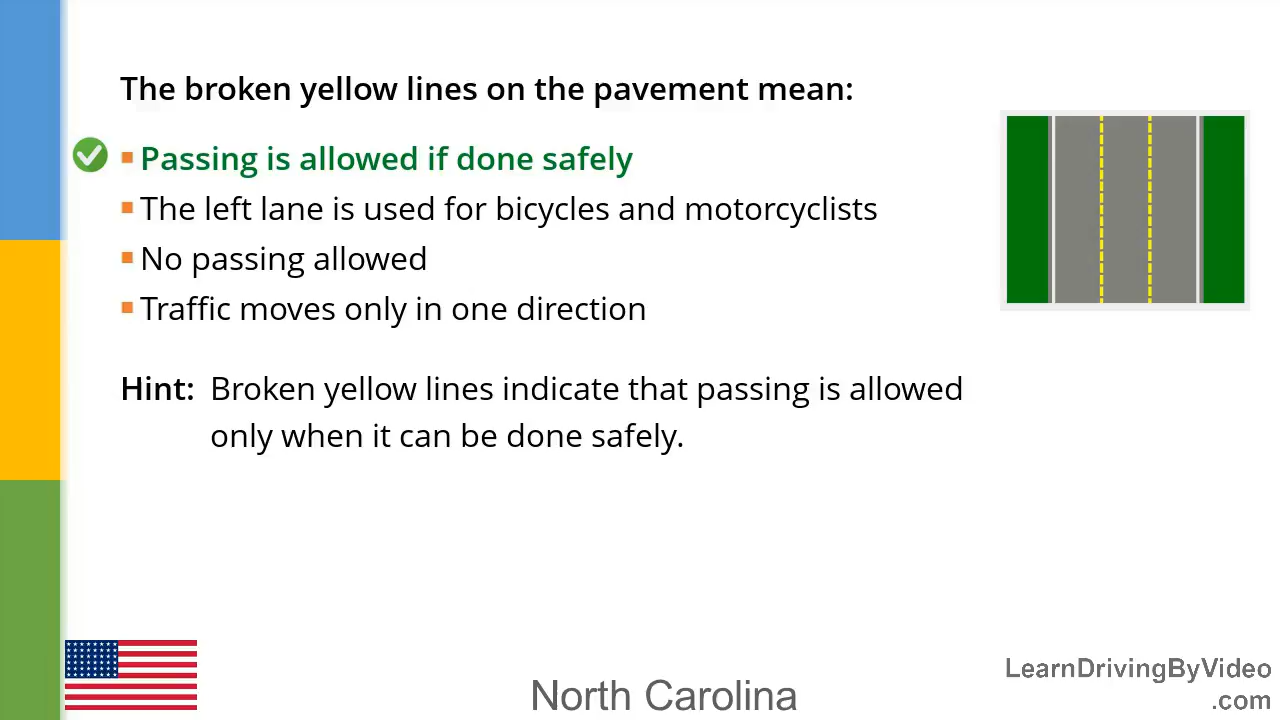 The broken yellow lines on the pavement mean:
Passing is allowed if done safely
The left lane is used for bicycles and motorcyclists
No passing allowed
Traffic moves only in one direction
Hint: Broken yellow lines indicate that passing is allowed
only when it can be done safely.
North Carolina
LearnDrivingByVideo
.com